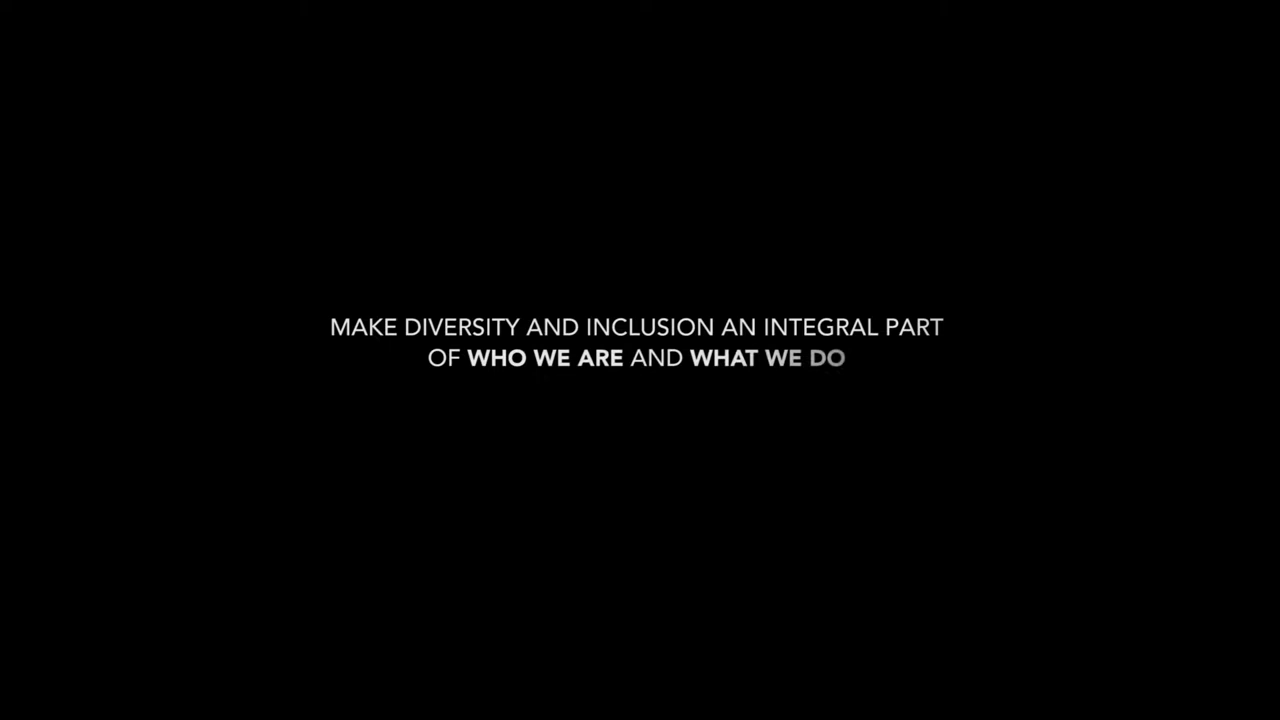 MAKE DIVERSITY AND INCLUSION AN INTEGRAL PART
OF WHO WE ARE AND WHAT WE DO